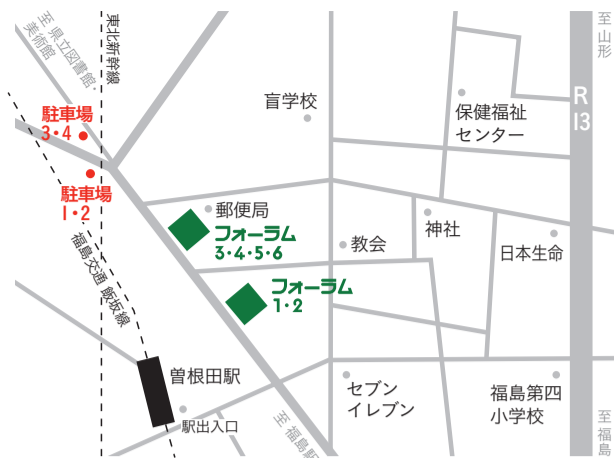 至 県立図書館・
美術館
東北新幹線
至山形
R
13
駐車場
3・4
盲学校
保健福祉
センター
駐車場
1・2
郵便局
フォーラム
3・4・5・6
教会
神社
日本生命
福島交通 飯坂線
フォーラム
1・2
曽根田駅
セブン
イレブン
福島第四
小学校
駅出入口
至 福島駅
至福島